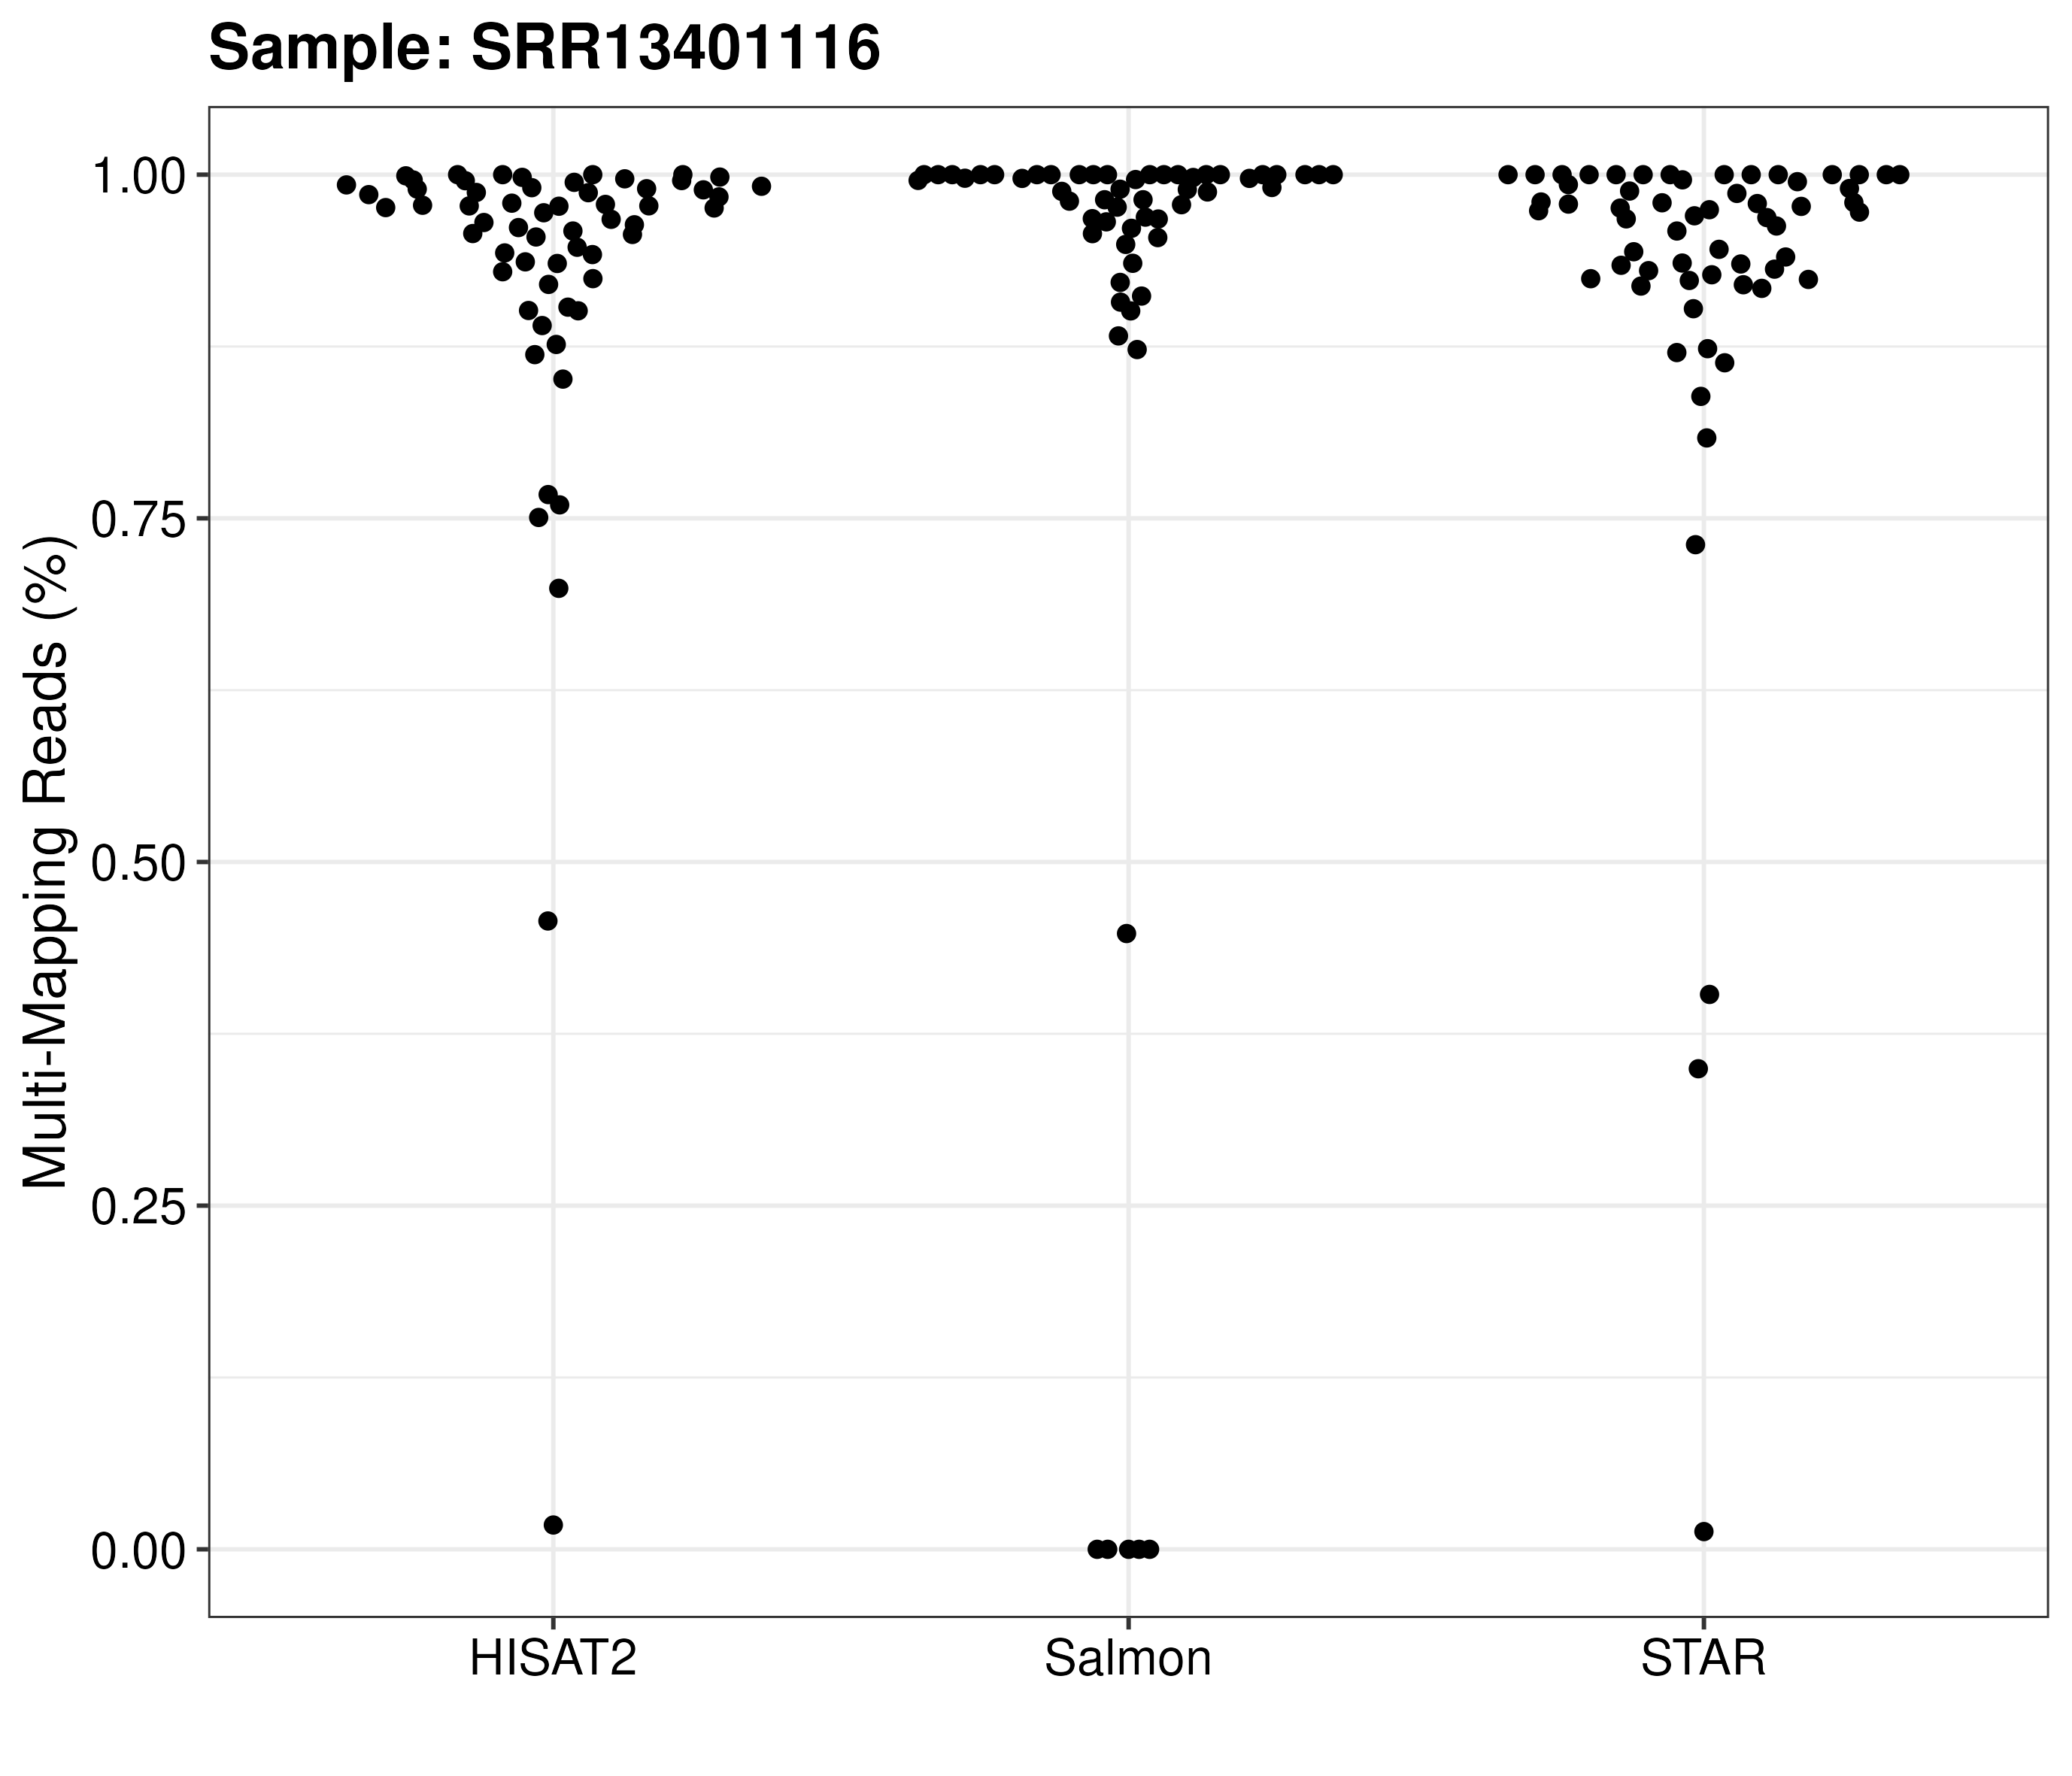 Sample: SRR13401116
Multi-Mapping Reads (%)
1.00
0.75
0.50
0.25
0.00
HISAT2
Salmon
STAR